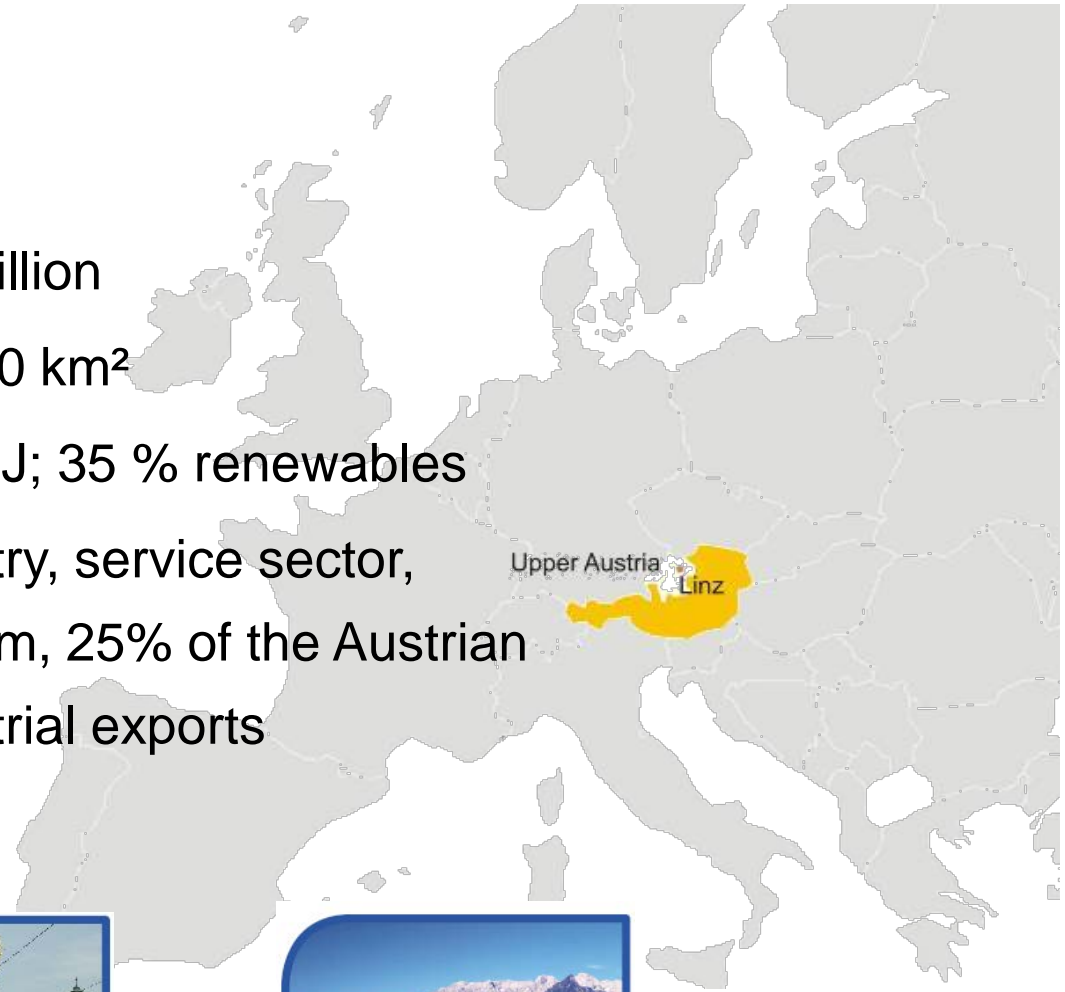 illion
0 km²
J; 35 % renewables
try, service sector,
m, 25% of the Austrian
trial exports
Upper Austria
Linz